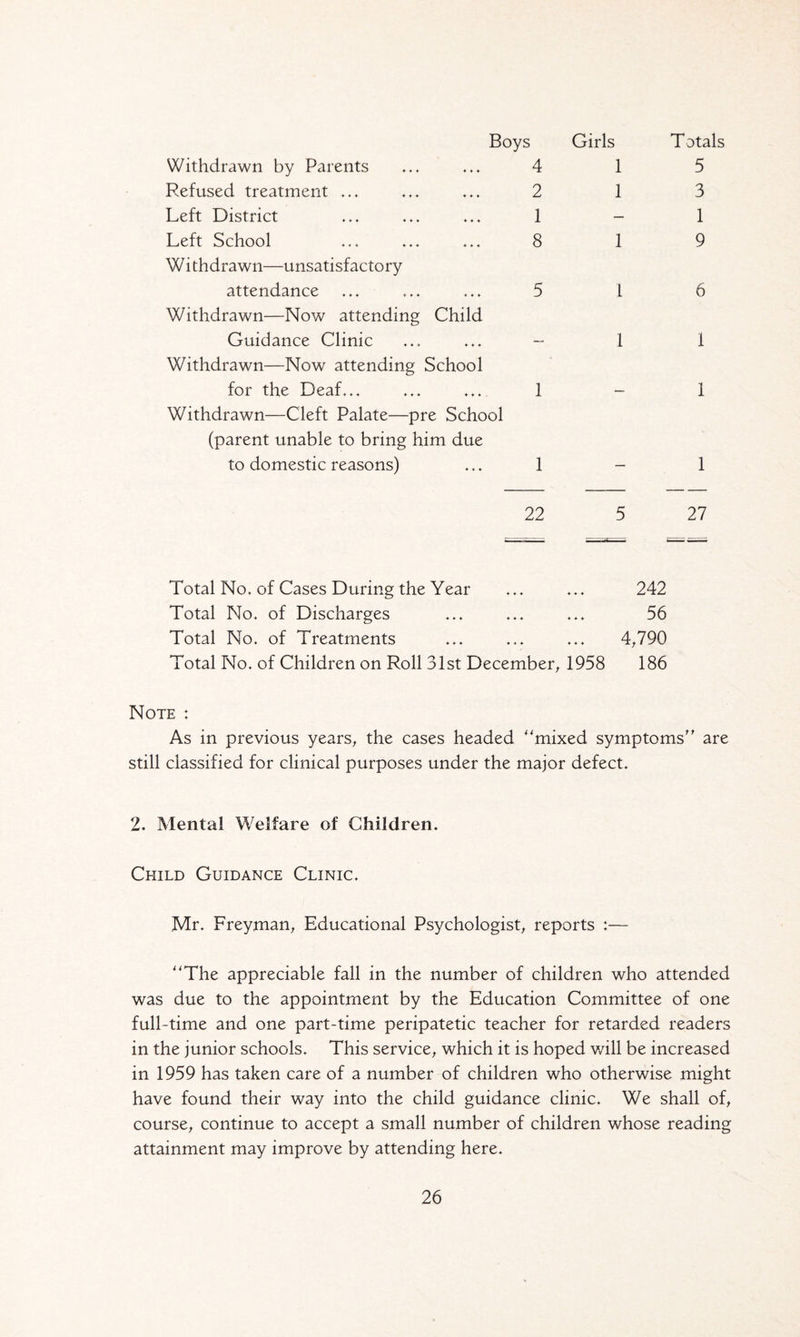 Boys Girls Totals
Withdrawn by Parents ... ... 4 1 5
Refused treatment ... ... ... 2 1 3
Left District ... ... ... 1 – 1
Left School ... ... ... 8 1 9
Withdrawn—unsatisfactory
attendance ... ... ... 5 1 6
Withdrawn—Now attending Child
Guidance Clinic ... ... – 1 1
Withdrawn—Now attending School
for the Deaf... ... ... 1 – 1
Withdrawn—Cleft Palate—pre School
(parent unable to bring him due
to domestic reasons) ... 1 – 1
22 5 27
Total No. of Cases During the Year ... ... 242
Total No. of Discharges ... ... ... 56
Total No. of Treatments ... ... ... 4,790
Total No. of Children on Roll 31st December, 1958 186
Note :
As in previous years, the cases headed “mixed symptoms” are
still classified for clinical purposes under the major defect.
2. Mental Welfare of Children.
Child Guidance Clinic.
Mr. Freyman, Educational Psychologist, reports :—
“The appreciable fall in the number of children who attended
was due to the appointment by the Education Committee of one
full-time and one part-time peripatetic teacher for retarded readers
in the junior schools. This service, which it is hoped will be increased
in 1959 has taken care of a number of children who otherwise might
have found their way into the child guidance clinic. We shall of,
course, continue to accept a small number of children whose reading
attainment may improve by attending here.
26